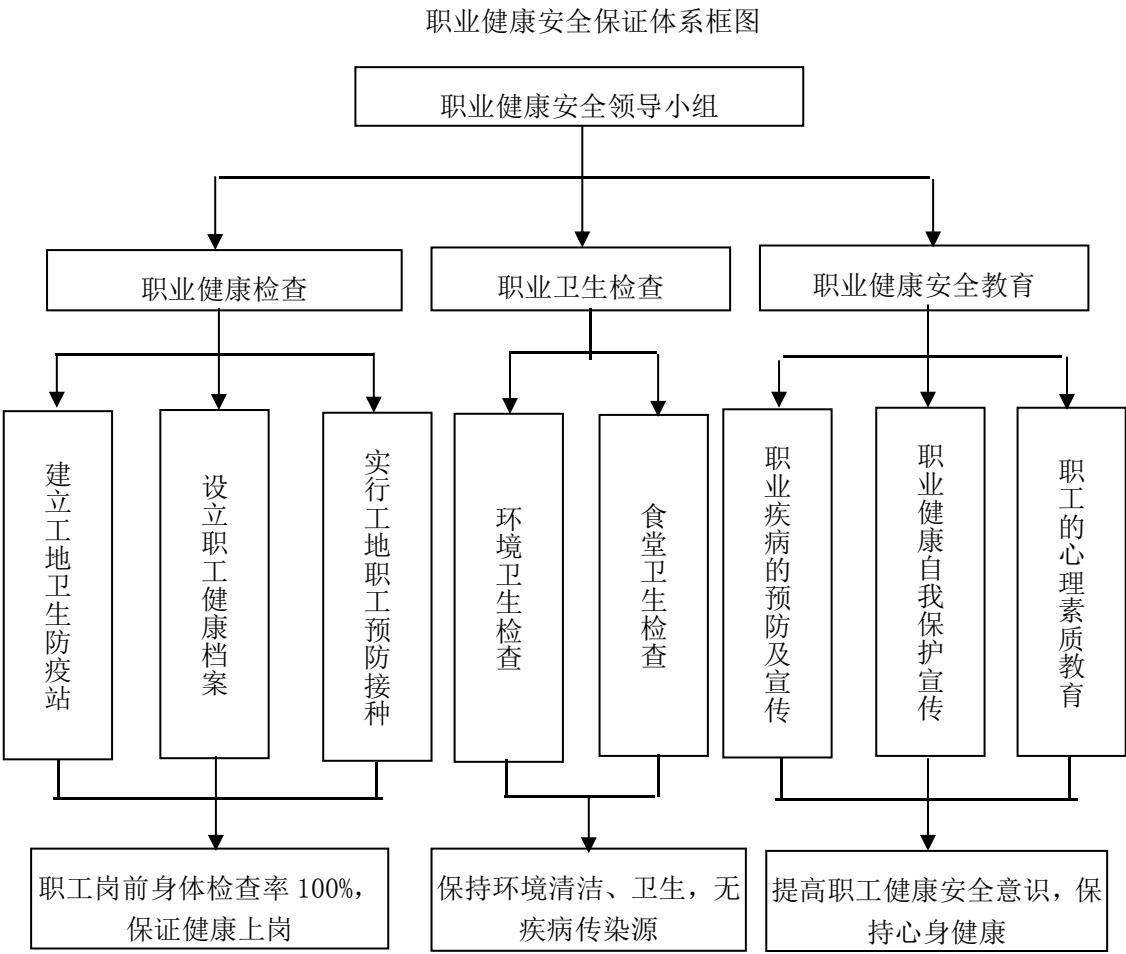 职业健康安全保证体系框图
职业健康安全领导小组
职业健康检查
职业卫生检查
职业健康安全教育
建立工地卫生防疫站
设立职工健康档案
实行工地职工预防接种
环境卫生检查
食堂卫生检查
职业疾病的预防及宣传
职业健康自我保护宣传
职工的心理素质教育
职工岗前身体检查率 100%，
保证健康上岗
保持环境清洁、卫生，无
疾病传染源
提高职工健康安全意识，保
持心身健康